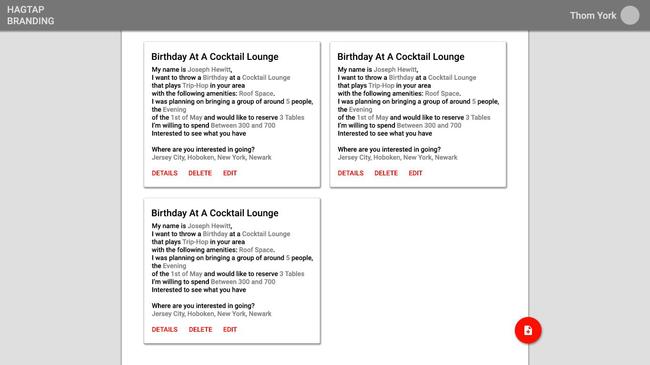 HAGTAP
BRANDING
Thom York
Birthday At A Cocktail Lounge
My name is Joseph Hewitt,
I want to throw a Birthday at a Cocktail Lounge
that plays Trip-Hop in your area
with the following amenities: Roof Space.
I was planning on bringing a group of around 5 people,
the Evening
of the 1st of May and would like to reserve 3 Tables
I'm willing to spend Between 300 and 700
Interested to see what you have
Where are you interested in going?
Jersey City, Hoboken, New York, Newark
DETAILS DELETE EDIT
Birthday At A Cocktail Lounge
My name is Joseph Hewitt,
I want to throw a Birthday at a Cocktail Lounge
that plays Trip-Hop in your area
with the following amenities: Roof Space.
I was planning on bringing a group of around 5 people,
the Evening
of the 1st of May and would like to reserve 3 Tables
I'm willing to spend Between 300 and 700
Interested to see what you have
Where are you interested in going?
Jersey City, Hoboken, New York, Newark
DETAILS DELETE EDIT
Birthday At A Cocktail Lounge
My name is Joseph Hewitt,
I want to throw a Birthday at a Cocktail Lounge
that plays Trip-Hop in your area
with the following amenities: Roof Space.
I was planning on bringing a group of around 5 people,
the Evening
of the 1st of May and would like to reserve 3 Tables
I'm willing to spend Between 300 and 700
Interested to see what you have
Where are you interested in going?
Jersey City, Hoboken, New York, Newark
DETAILS DELETE EDIT